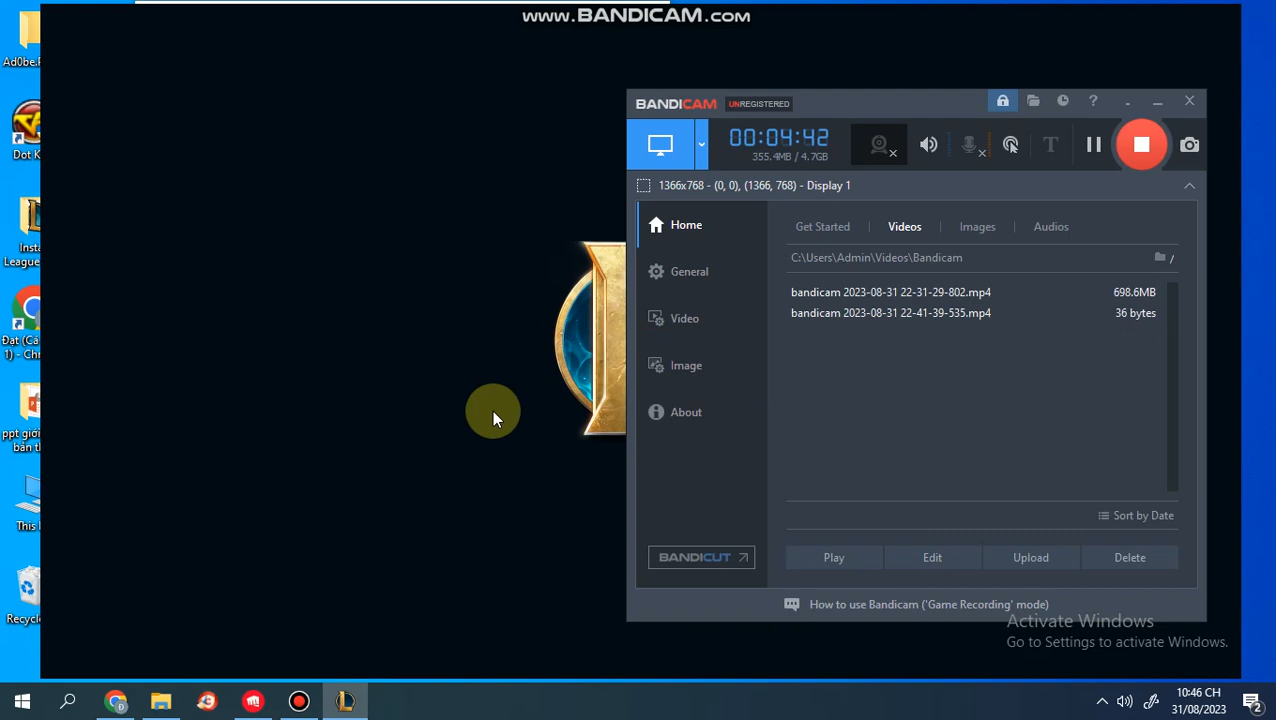 www.BANDICAM.com
Ad0be.
Dot K
Insta
League
Đat (Cá
1) - Chr
ppt giới
bản th
This
Recycl
BANDICAM UNREGISTERED
00:04:42
355.4MB / 4.7GB
1366x768 - (0, 0), (1366, 768) - Display 1
Home
General
Video
Image
About
BANDICUT
Get Started Videos Images Audios
C:\Users\Admin\Videos\Bandicam
/
bandicam 2023-08-31 22-31-29-802.mp4 698.6MB
bandicam 2023-08-31 22-41-39-535.mp4 36 bytes
Sort by Date
Play Edit Upload Delete
How to use Bandicam ('Game Recording' mode)
Activate Windows
Go to Settings to activate Windows.
10:46 CH
31/08/2023
2